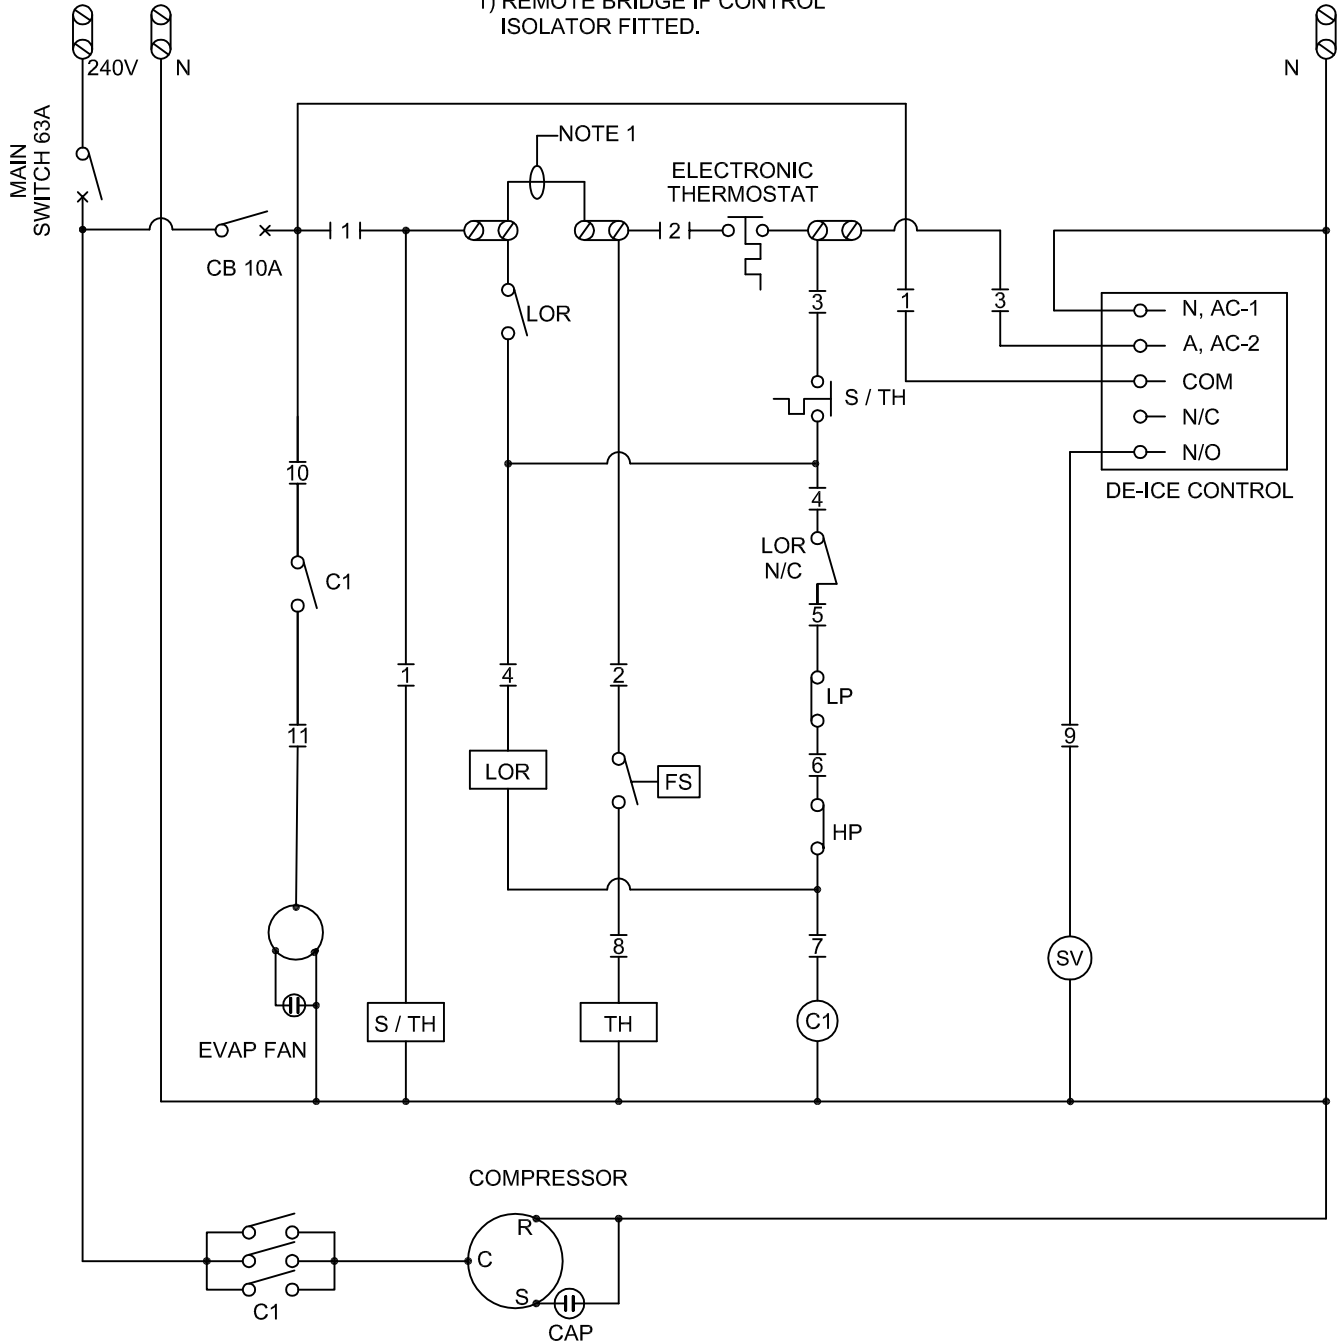 1) REMOTE BRIDGE IF CONTROL
ISOLATOR FITTED.
240V
N
N
MAIN
SWITCH 63A
NOTE 1
ELECTRONIC
THERMOSTAT
1
2
CB 10A
LOR
3
1
3
N, AC-1
A, AC-2
COM
N/C
N/O
DE-ICE CONTROL
S / TH
10
4
LOR
N/C
C1
5
1
4
2
LP
11
9
6
LOR
FS
HP
8
7
SV
S / TH
TH
C1
EVAP FAN
COMPRESSOR
R
C
S
C1
CAP